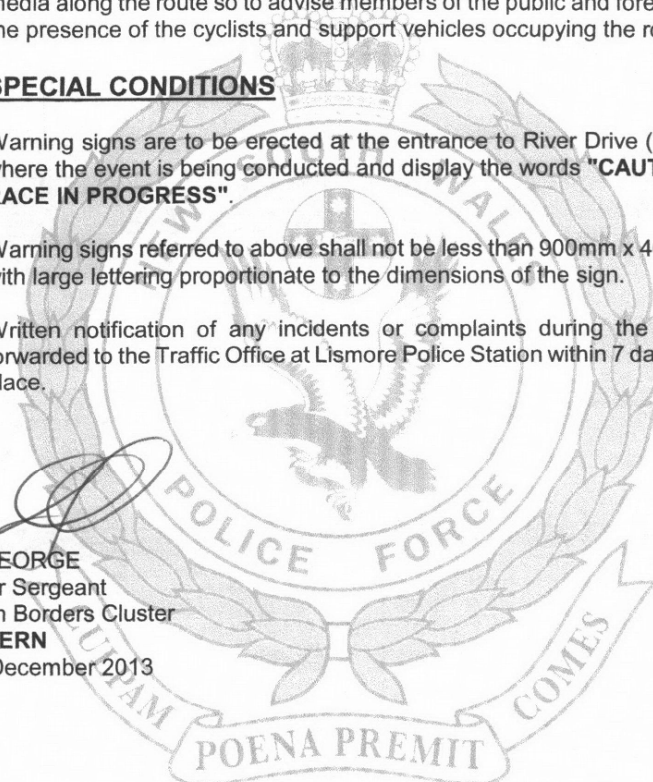 media along the route so to advise members of the public and fore
he presence of the cyclists and support vehicles occupying the ro
SPECIAL CONDITIONS
Warning signs are to be erected at the entrance to River Drive (
where the event is being conducted and display the words "CAUT
RACE IN PROGRESS".
Warning signs referred to above shall not be less than 900mm x 4
with large lettering proportionate to the dimensions of the sign.
Written notification of any incidents or complaints during the
orwarded to the Traffic Office at Lismore Police Station within 7 da
place.
EORGE
r Sergeant
n Borders Cluster
ERN
December 2013
NEW SOUTH WALES
POLICE FORCE
CULPAM POENA PREMIT COMES